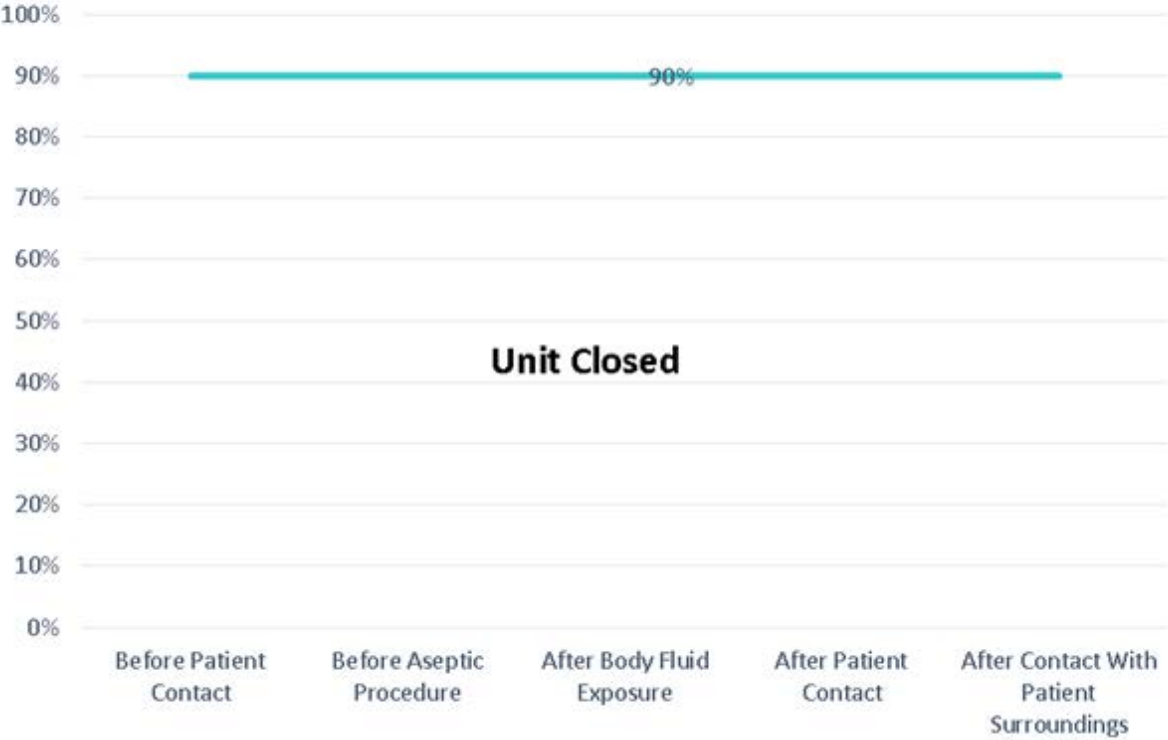 100%
90%
90%
80%
70%
60%
50%
Unit Closed
40%
30%
20%
10%
0%
Before Patient
Contact
Before Aseptic
Procedure
After Body Fluid
Exposure
After Patient
Contact
After Contact With
Patient
Surroundings